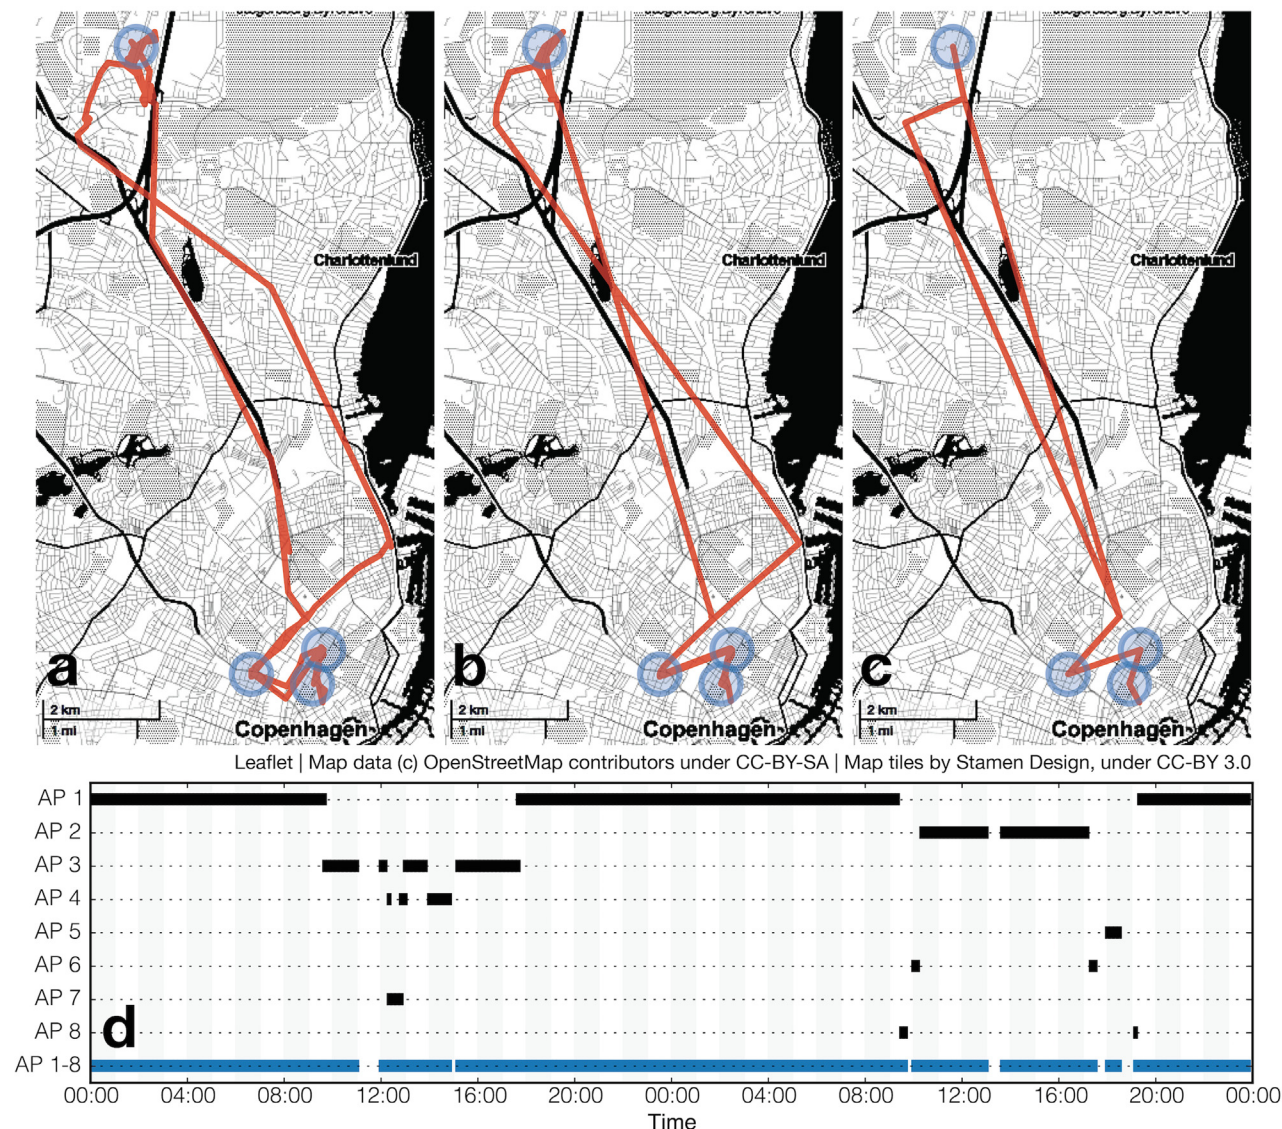 Charlottenlund
Charlottenlund
Charlottenlund
a
b
c
2 km
2 km
2 km
1 mi
1 mi
1 mi
Copenhagen
Copenhagen
Copenhagen
Leaflet | Map data (c) OpenStreetMap contributors under CC-BY-SA | Map tiles by Stamen Design, under CC-BY 3.0
AP 1
AP 2
AP 3
AP 4
AP 5
AP 6
AP 7
AP 8
AP 1-8
d
00:00 04:00 08:00 12:00 16:00 20:00 00:00 04:00 08:00 12:00 16:00 20:00 00:00
Time